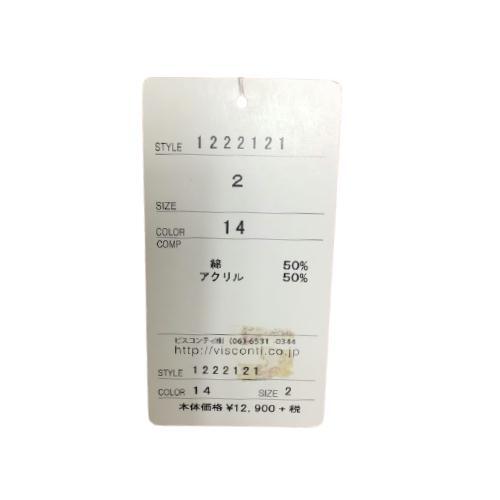 STYLE 1222121
2
SIZE
COLOR 14
COMP
綿 50%
アクリル 50%
ビスコンティ㈱ (06)-6531-0344
http://visconti.co.jp
STYLE 1222121
COLOR 14 SIZE 2
本体価格 ¥12,900+税